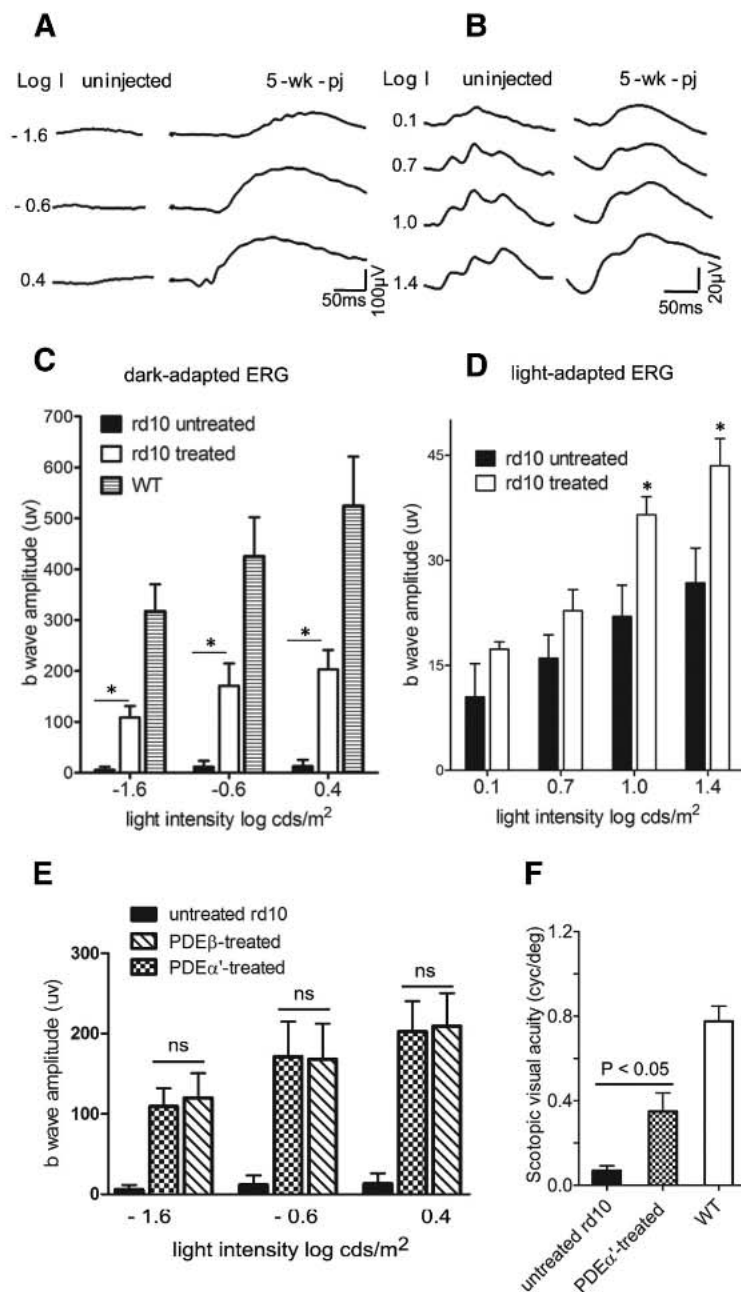 A
B
Log I uninjected 5-wk-pj
Log I uninjected 5-wk-pj
-1.6
-0.6
0.4
50ms
100μV
0.1
0.7
1.0
1.4
50ms
20μV
C
dark-adapted ERG
rd10 untreated
rd10 treated
WT
b wave amplitude (uv)
700
600
500
400
300
200
100
0
*
*
*
-1.6 -0.6 0.4
light intensity log cds/m²
D
light-adapted ERG
rd10 untreated
rd10 treated
b wave amplitude (uv)
45
30
15
0
*
*
0.1 0.7 1.0 1.4
light intensity log cds/m²
E
untreated rd10
PDEβ-treated
PDEα'-treated
b wave amplitude (uv)
300
200
100
0
ns
ns
ns
-1.6 -0.6 0.4
light intensity log cds/m²
F
Scotopic visual acuity (cyc/deg)
1.2
0.8
0.4
0.0
P < 0.05
untreated rd10
PDEα'-treated
WT